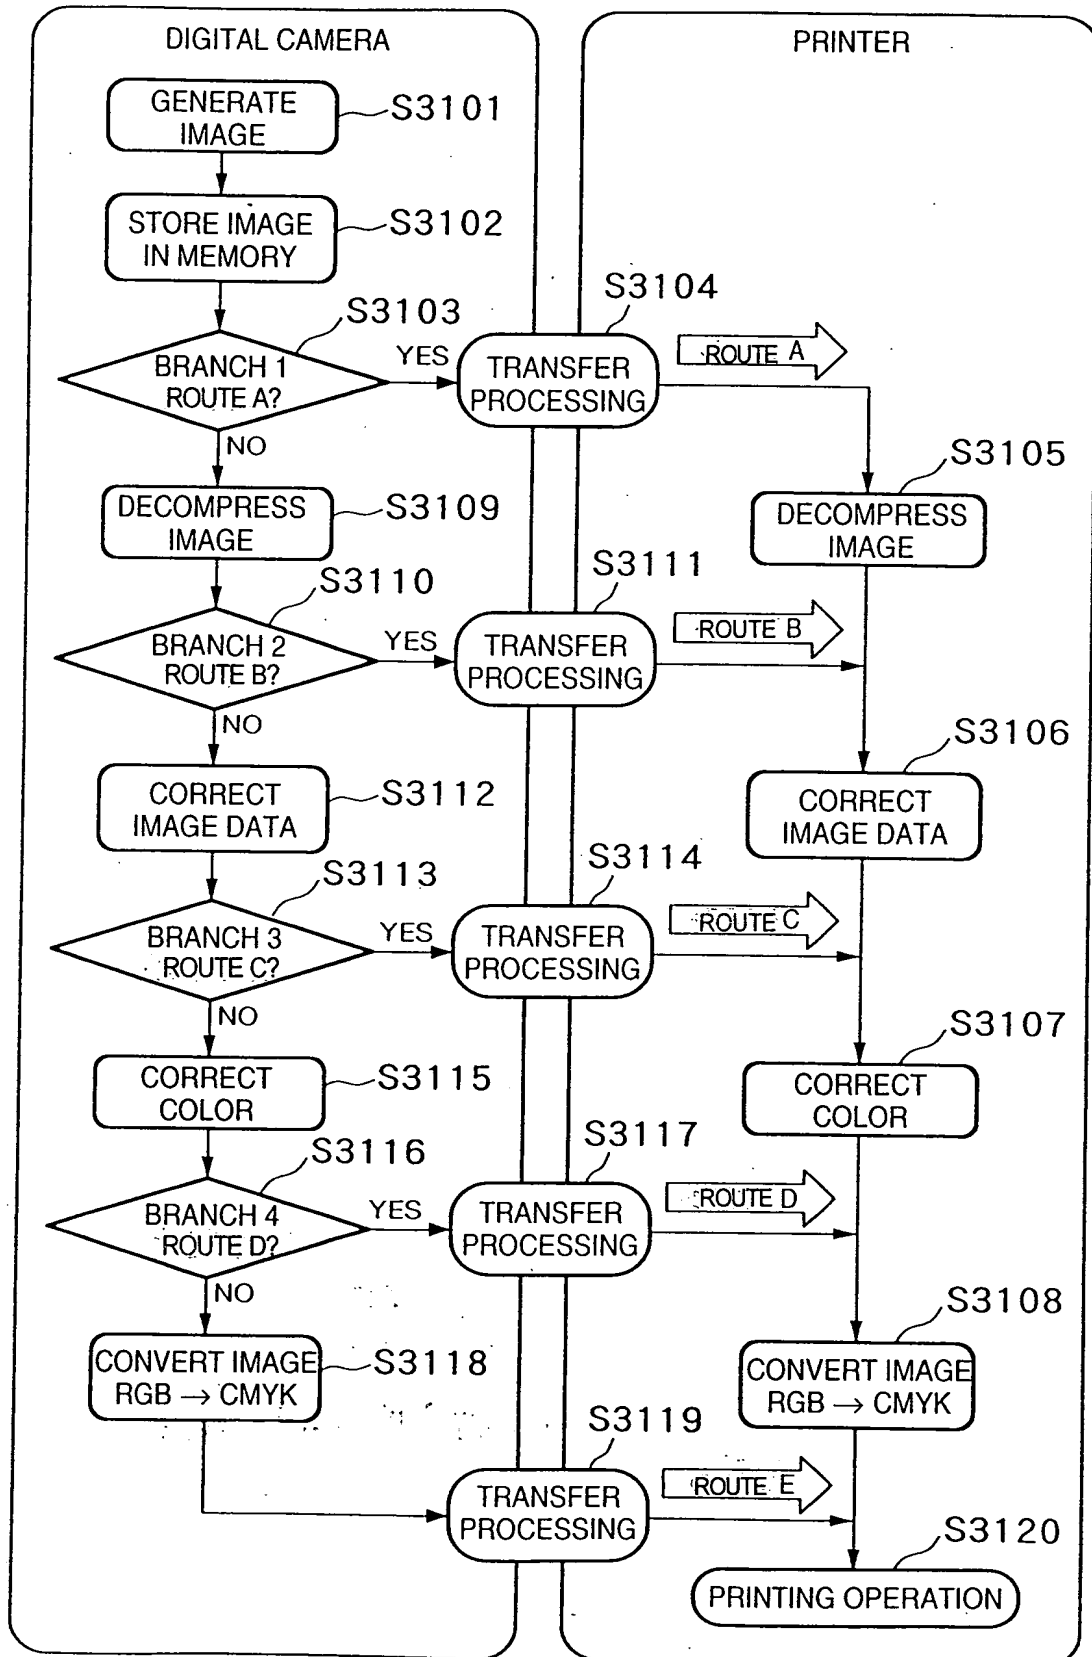 DIGITAL CAMERA
PRINTER
GENERATE
IMAGE
S3101
STORE IMAGE
IN MEMORY
S3102
S3103
S3104
BRANCH 1
ROUTE A?
YES
TRANSFER
PROCESSING
ROUTE A
NO
S3105
DECOMPRESS
IMAGE
S3109
DECOMPRESS
IMAGE
S3110
S3111
BRANCH 2
ROUTE B?
YES
TRANSFER
PROCESSING
ROUTE B
NO
S3106
CORRECT
IMAGE DATA
S3112
CORRECT
IMAGE DATA
S3113
S3114
BRANCH 3
ROUTE C?
YES
TRANSFER
PROCESSING
ROUTE C
NO
S3107
CORRECT
COLOR
S3115
CORRECT
COLOR
S3116
S3117
BRANCH 4
ROUTE D?
YES
TRANSFER
PROCESSING
ROUTE D
NO
S3108
CONVERT IMAGE
RGB → CMYK
S3118
CONVERT IMAGE
RGB → CMYK
S3119
TRANSFER
PROCESSING
ROUTE E
S3120
PRINTING OPERATION